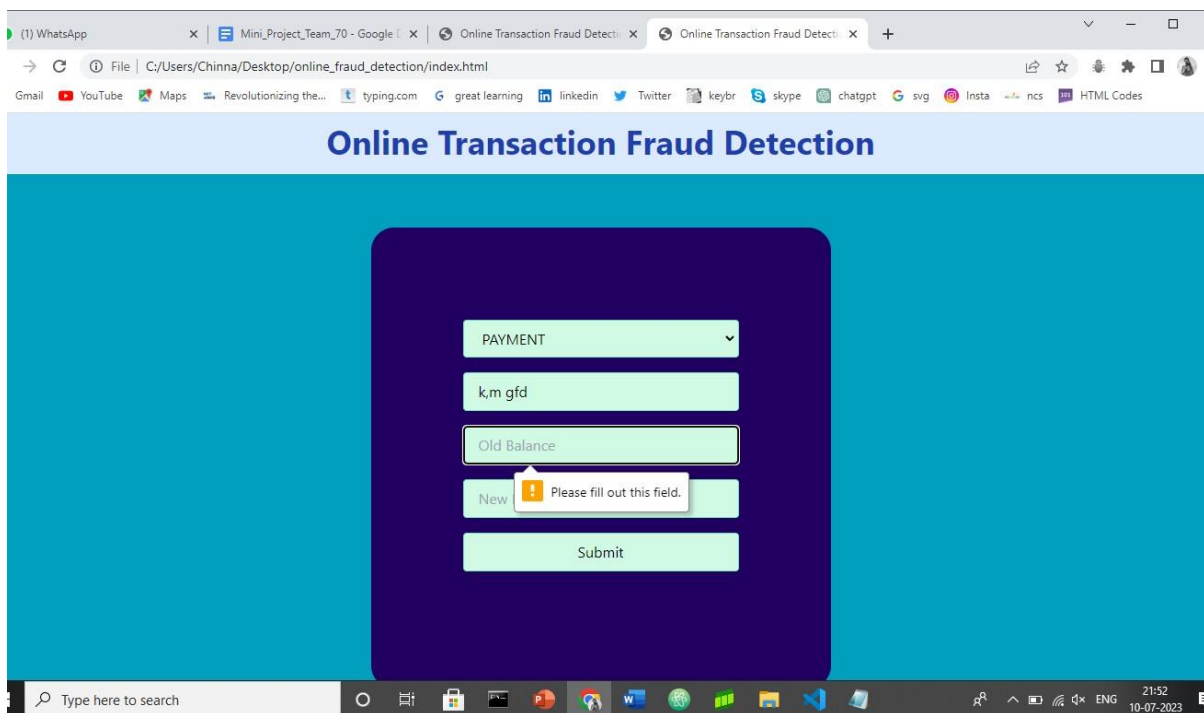 (1) WhatsApp
Mini_Project_Team_70 - Google D
Online Transaction Fraud Detecti
Online Transaction Fraud Detecti
File C:/Users/Chinna/Desktop/online_fraud_detection/index.html
Gmail YouTube Maps Revolutionizing the... typing.com great learning linkedin Twitter keybr skype chatgpt svg Insta ncs HTML Codes
Online Transaction Fraud Detection
PAYMENT
k,m gfd
Old Balance
Please fill out this field.
New
Submit
Type here to search
ENG
21:52
10-07-2023